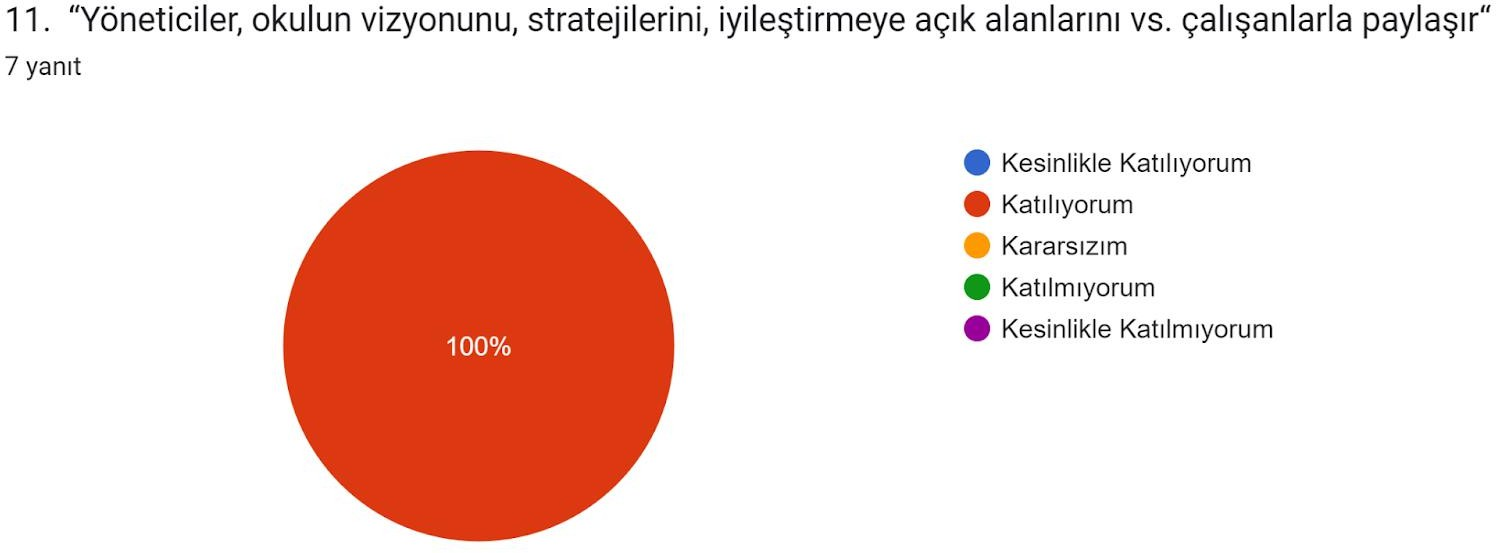 11. “Yöneticiler, okulun vizyonunu, stratejilerini, iyileştirmeye açık alanlarını vs. çalışanlarla paylaşır“
7 yanıt
100%
Kesinlikle Katılıyorum
Katılıyorum
Kararsızım
Katılmıyorum
Kesinlikle Katılmıyorum